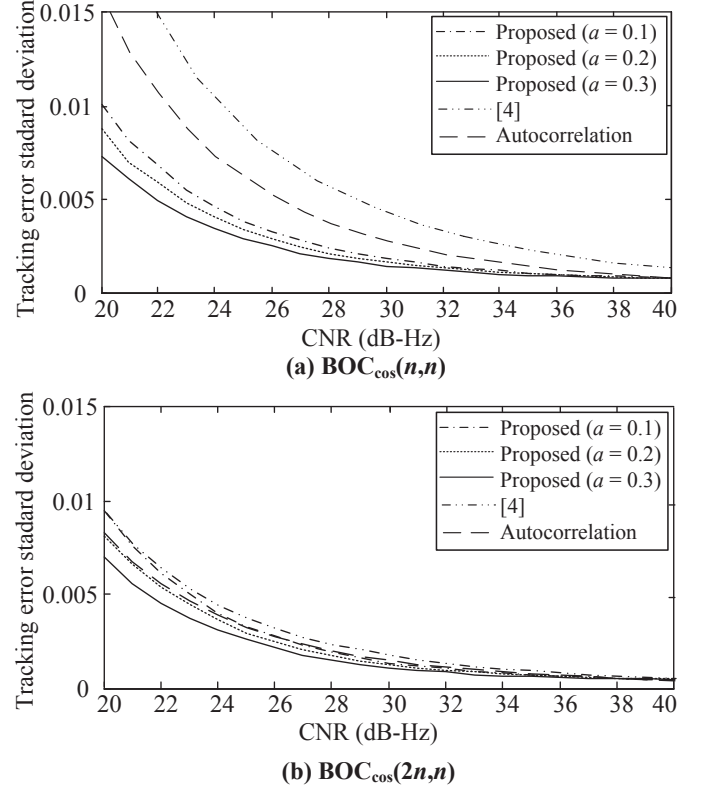 Tracking error stadard deviation
0.015
0.01
0.005
0
Proposed (a = 0.1)
Proposed (a = 0.2)
Proposed (a = 0.3)
[4]
Autocorrelation
20 22 24 26 28 30 32 34 36 38 40
CNR (dB-Hz)
(a) BOCcos(n,n)
Tracking error stadard deviation
0.015
0.01
0.005
0
Proposed (a = 0.1)
Proposed (a = 0.2)
Proposed (a = 0.3)
[4]
Autocorrelation
20 22 24 26 28 30 32 34 36 38 40
CNR (dB-Hz)
(b) BOCcos(2n,n)